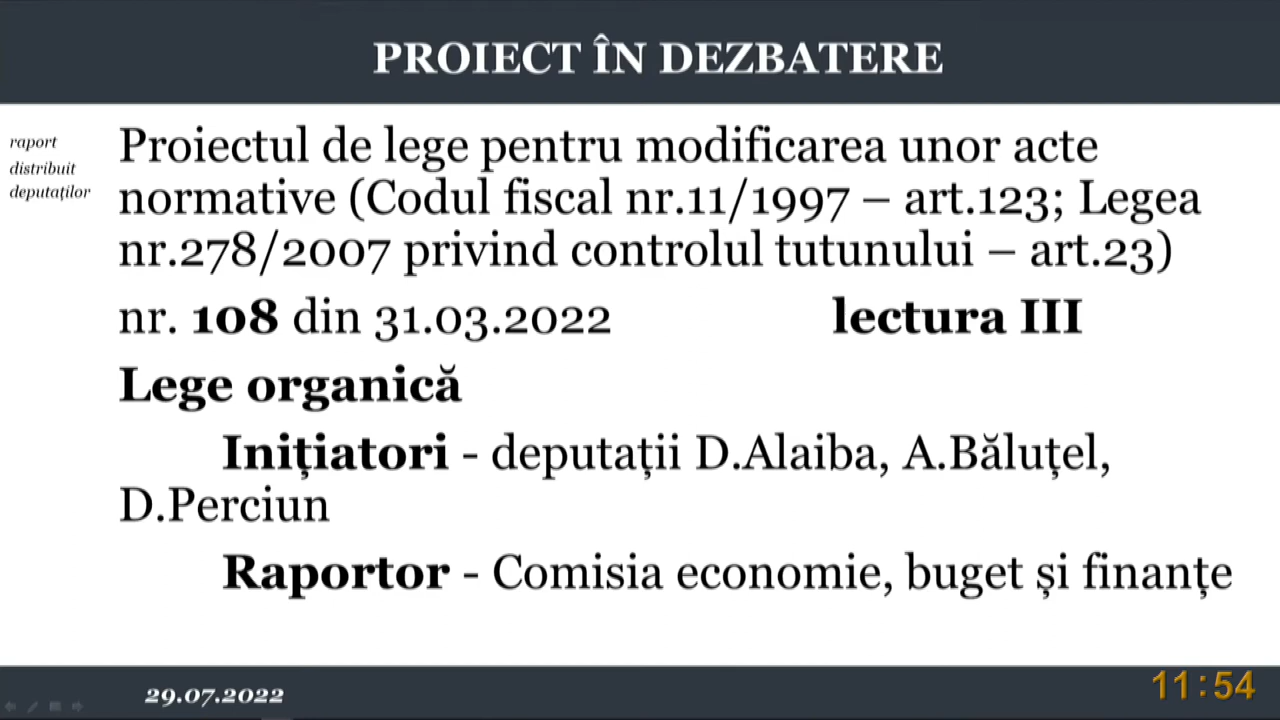 PROIECT ÎN DEZBATERE
raport
distribuit
deputaților
Proiectul de lege pentru modificarea unor acte
normative (Codul fiscal nr.11/1997 – art.123; Legea
nr.278/2007 privind controlul tutunului – art.23)
nr. 108 din 31.03.2022 lectura III
Lege organică
Inițiatori - deputații D.Alaiba, A.Băluțel,
D.Perciun
Raportor - Comisia economie, buget și finanțe
29.07.2022
11:54